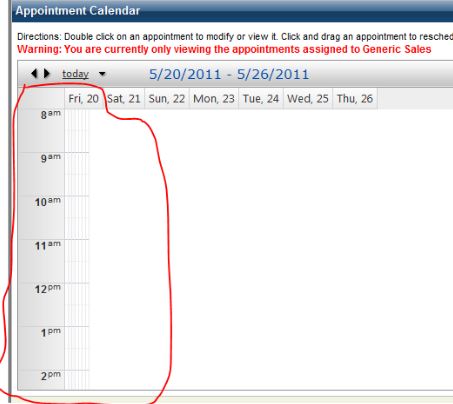 Appointment Calendar
Directions: Double click on an appointment to modify or view it. Click and drag an appointment to resched
Warning: You are currently only viewing the appointments assigned to Generic Sales
today 5/20/2011 - 5/26/2011
Fri, 20 Sat, 21 Sun, 22 Mon, 23 Tue, 24 Wed, 25 Thu, 26
8am
9am
10am
11am
12pm
1pm
2pm